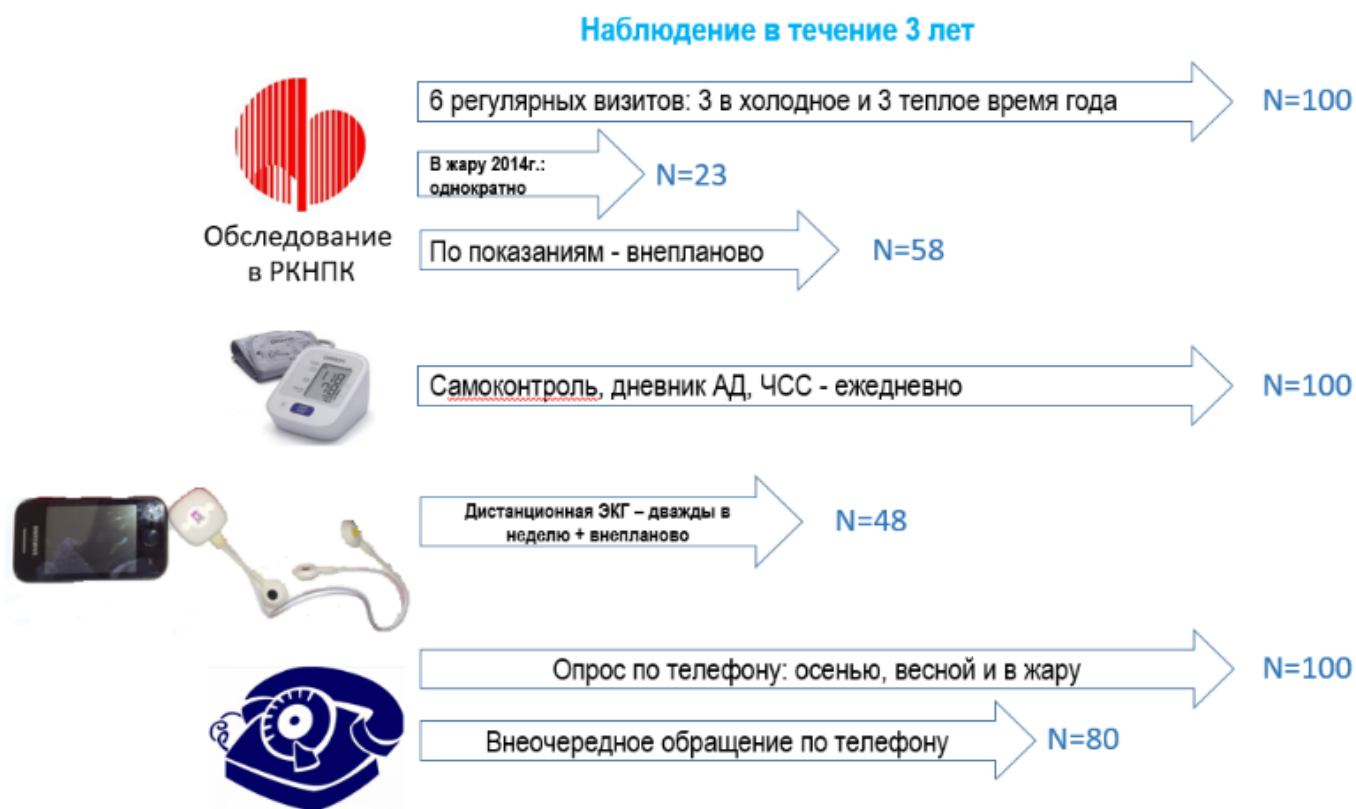 Наблюдение в течение 3 лет
6 регулярных визитов: 3 в холодное и 3 теплое время года
N=100
В жару 2014г.:
однократно
N=23
Обследование
в РКНПК
По показаниям - внепланово
N=58
Самоконтроль, дневник АД, ЧСС - ежедневно
N=100
Дистанционная ЭКГ – дважды в
неделю + внепланово
N=48
SAMSUNG
Опрос по телефону: осенью, весной и в жару
N=100
Внеочередное обращение по телефону
N=80